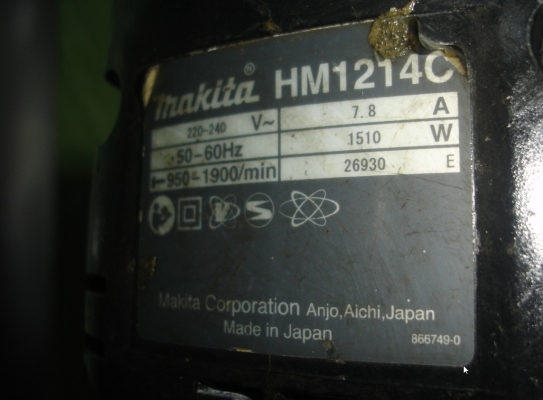 makita® HM1214C
220-240 V~ 7.8 A
50-60Hz 1510 W
950-1900/min 26930 E
Makita Corporation Anjo,Aichi,Japan
Made in Japan 866749-0